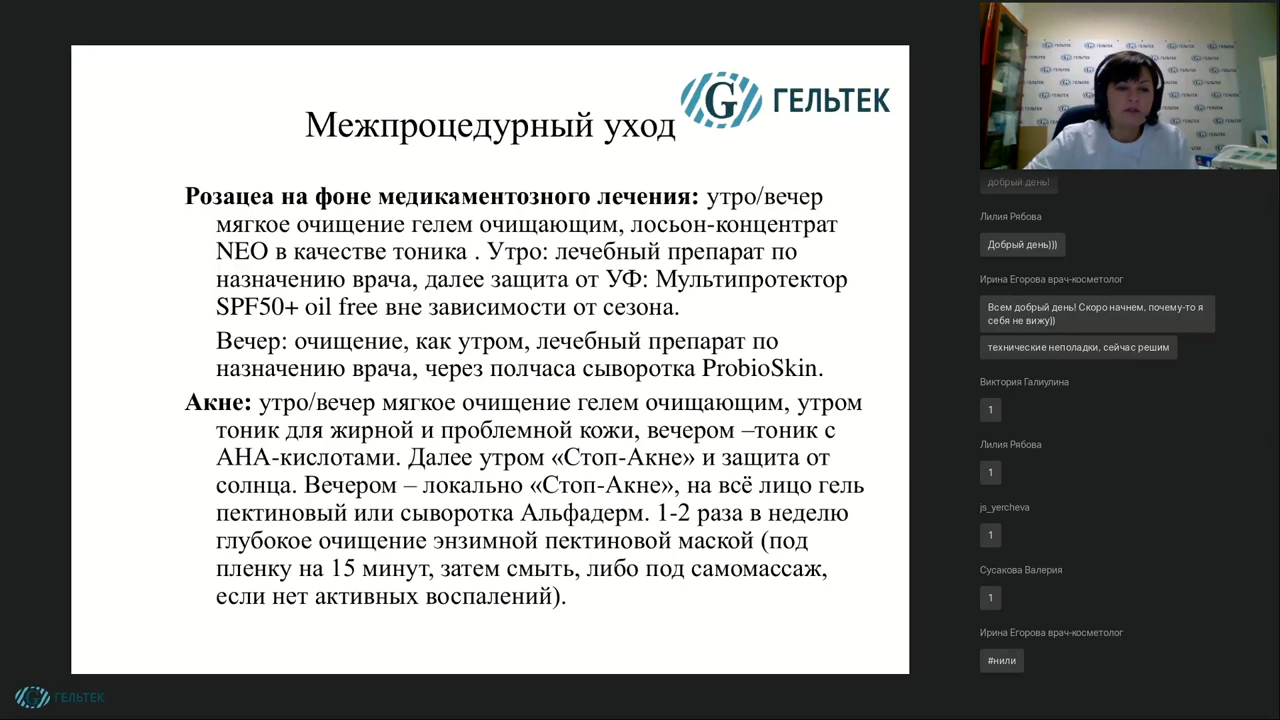 ГЕЛЬТЕК
Межпроцедурный уход
Розацеа на фоне медикаментозного лечения: утро/вечер
мягкое очищение гелем очищающим, лосьон-концентрат
NEO в качестве тоника . Утро: лечебный препарат по
назначению врача, далее защита от УФ: Мультипротектор
SPF50+ oil free вне зависимости от сезона.
Вечер: очищение, как утром, лечебный препарат по
назначению врача, через полчаса сыворотка ProbioSkin.
Акне: утро/вечер мягкое очищение гелем очищающим, утром
тоник для жирной и проблемной кожи, вечером –тоник с
АНА-кислотами. Далее утром «Стоп-Акне» и защита от
солнца. Вечером – локально «Стоп-Акне», на всё лицо гель
пектиновый или сыворотка Альфадерм. 1-2 раза в неделю
глубокое очищение энзимной пектиновой маской (под
пленку на 15 минут, затем смыть, либо под самомассаж,
если нет активных воспалений).
добрый день!
Лилия Рябова
Добрый день)))
Ирина Егорова врач-косметолог
Всем добрый день! Скоро начнем, почему-то я
себя не вижу))
технические неполадки, сейчас решим
Виктория Галиулина
1
Лилия Рябова
1
js_yercheva
1
Сусакова Валерия
1
Ирина Егорова врач-косметолог
#нили
ГЕЛЬТЕК